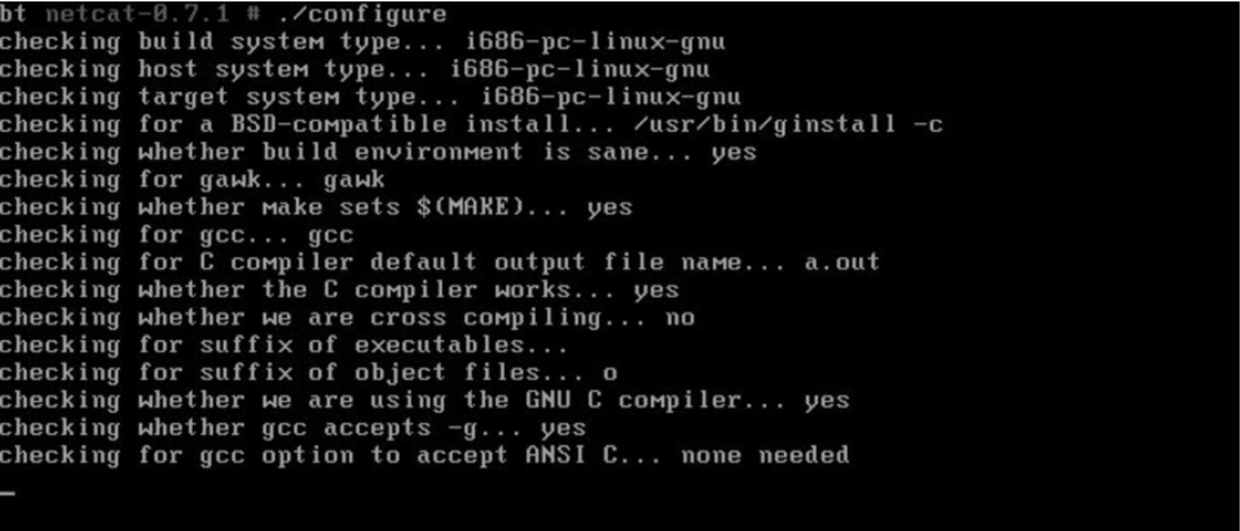 bt netcat-0.7.1 # ./configure
checking build system type... i686-pc-linux-gnu
checking host system type... i686-pc-linux-gnu
checking target system type... i686-pc-linux-gnu
checking for a BSD-compatible install... /usr/bin/ginstall -c
checking whether build environment is sane... yes
checking for gawk... gawk
checking whether make sets $(MAKE)... yes
checking for gcc... gcc
checking for C compiler default output file name... a.out
checking whether the C compiler works... yes
checking whether we are cross compiling... no
checking for suffix of executables...
checking for suffix of object files... o
checking whether we are using the GNU C compiler... yes
checking whether gcc accepts -g... yes
checking for gcc option to accept ANSI C... none needed